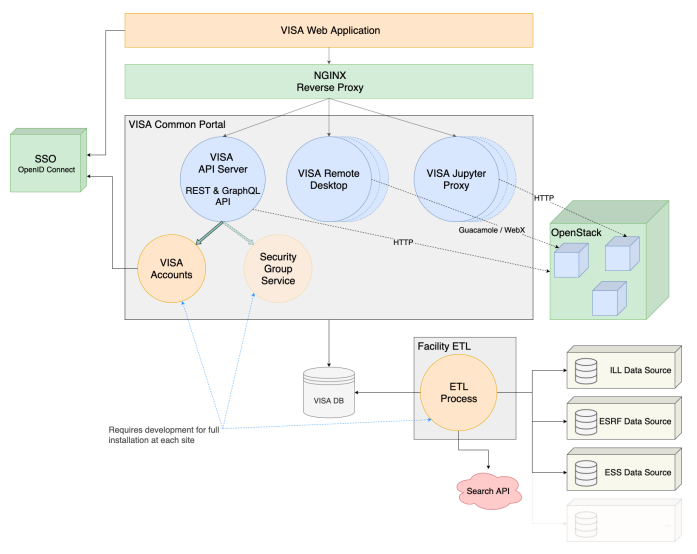 VISA Web Application
NGINX
Reverse Proxy
VISA Common Portal
VISA
API Server
REST & GraphQL
API
VISA Remote
Desktop
VISA Jupyter
Proxy
SSO
OpenID Connect
HTTP
Guacamole / WebX
OpenStack
HTTP
VISA
Accounts
Security
Group
Service
Facility ETL
ETL
Process
VISA DB
ILL Data Source
ESRF Data Source
ESS Data Source
Requires development for full
installation at each site
Search API